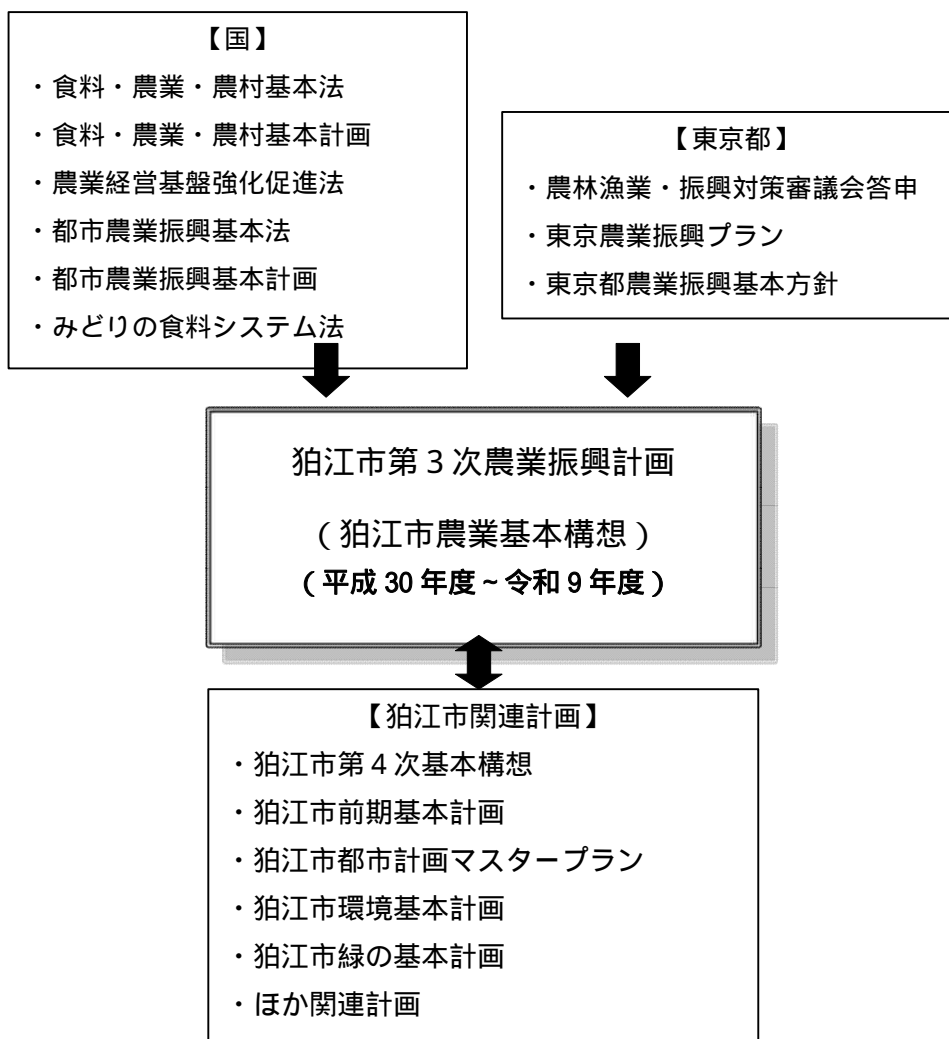 【国】
・食料・農業・農村基本法
・食料・農業・農村基本計画
・農業経営基盤強化促進法
・都市農業振興基本法
・都市農業振興基本計画
・みどりの食料システム法
【東京都】
・農林漁業・振興対策審議会答申
・東京農業振興プラン
・東京都農業振興基本方針
狛江市第３次農業振興計画
（狛江市農業基本構想）
（平成 30 年度～令和 9 年度）
【狛江市関連計画】
・狛江市第４次基本構想
・狛江市前期基本計画
・狛江市都市計画マスタープラン
・狛江市環境基本計画
・狛江市緑の基本計画
・ほか関連計画